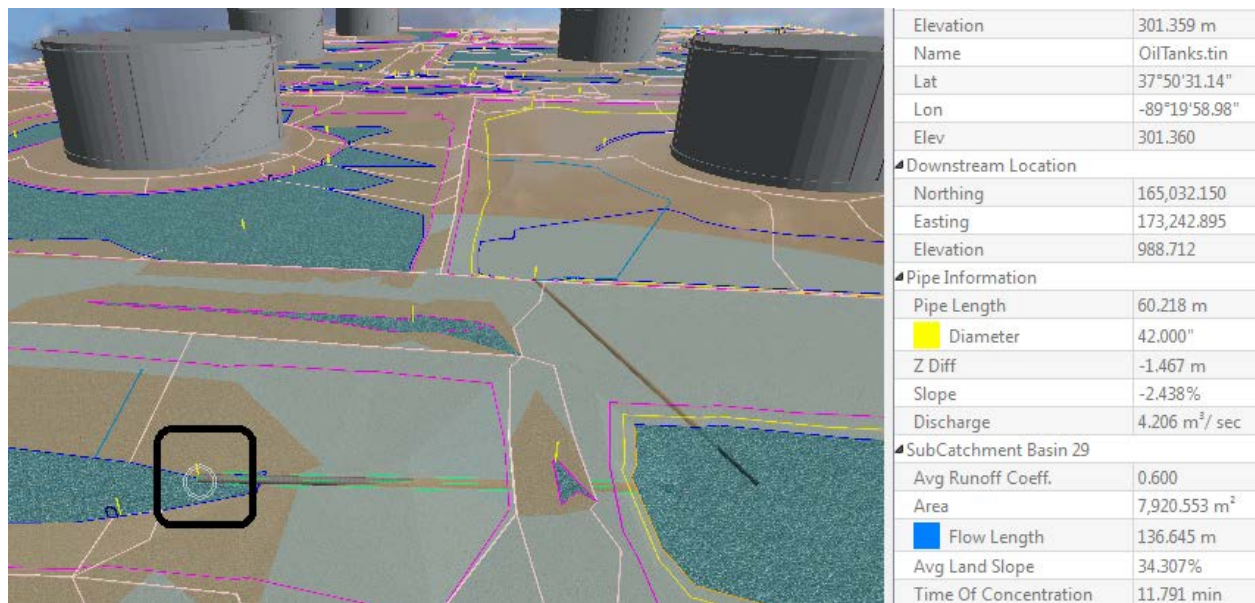 Elevation 301.359 m
Name OilTanks.tin
Lat 37°50'31.14"
Lon -89°19'58.98"
Elev 301.360
Downstream Location
Northing 165,032.150
Easting 173,242.895
Elevation 988.712
Pipe Information
Pipe Length 60.218 m
Diameter 42.000"
Z Diff -1.467 m
Slope -2.438%
Discharge 4.206 m³/ sec
SubCatchment Basin 29
Avg Runoff Coeff. 0.600
Area 7,920.553 m²
Flow Length 136.645 m
Avg Land Slope 34.307%
Time Of Concentration 11.791 min